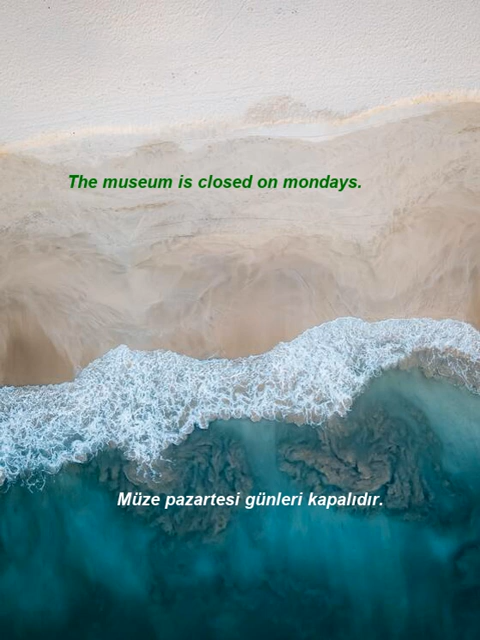 The museum is closed on mondays.
Müze pazartesi günleri kapalıdır.